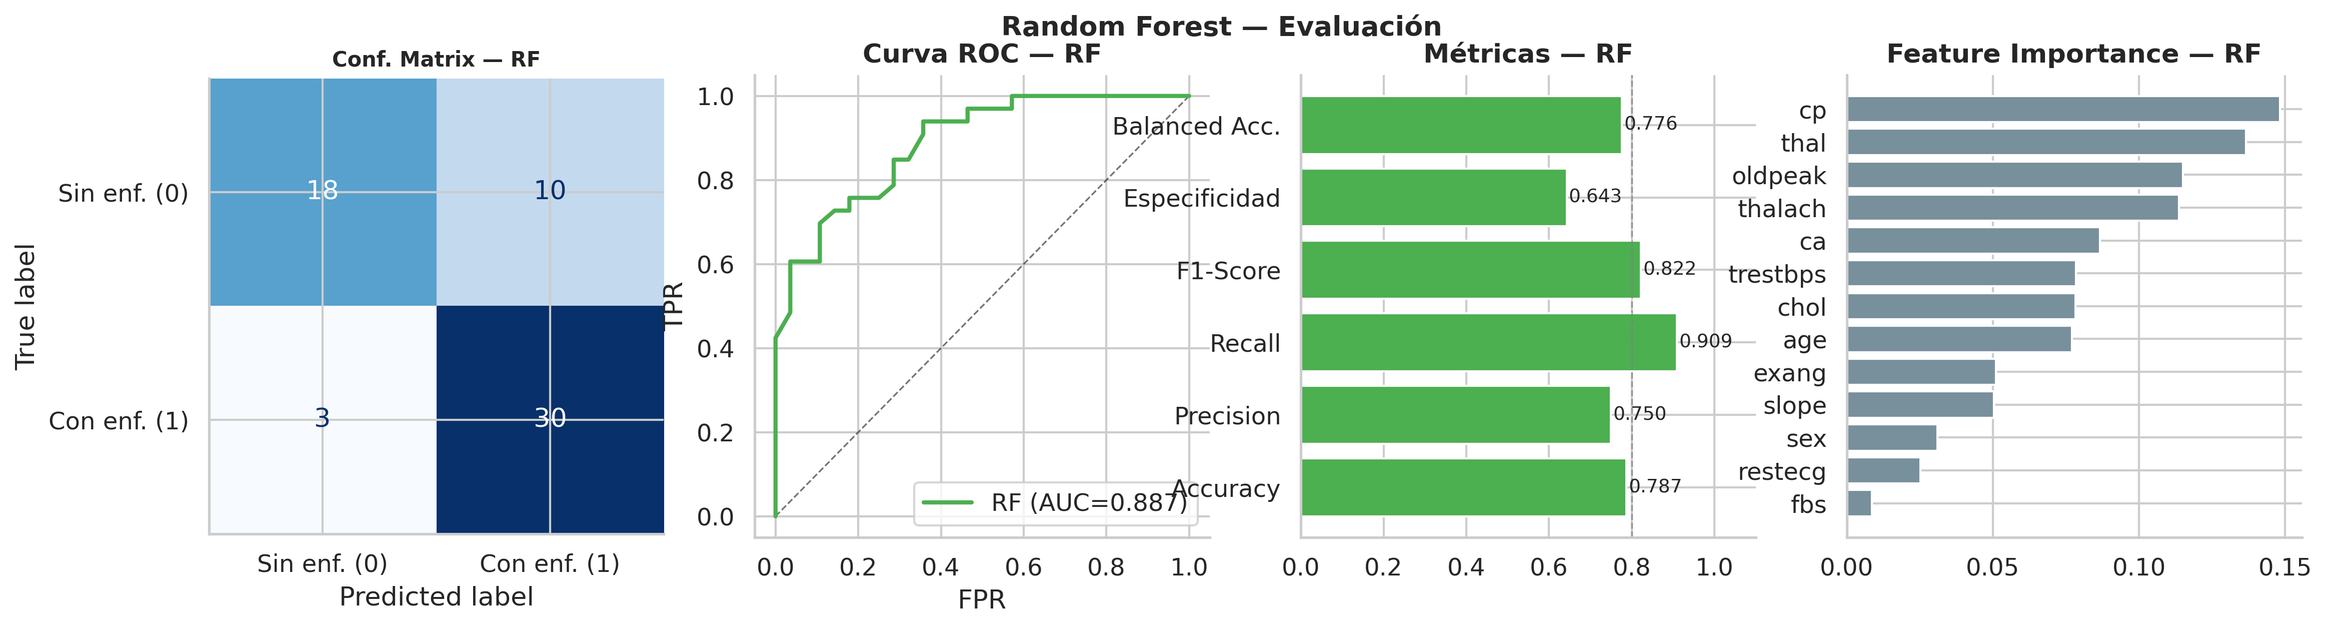 Random Forest — Evaluación
Conf. Matrix — RF
True label
Sin enf. (0)
Con enf. (1)
18
10
3
30
Sin enf. (0)
Con enf. (1)
Predicted label
Curva ROC — RF
TPR
1.0
0.8
0.6
0.4
0.2
0.0
RF (AUC=0.887)
0.0
0.2
0.4
0.6
0.8
1.0
FPR
Métricas — RF
Balanced Acc.
0.776
Especificidad
0.643
F1-Score
0.822
Recall
0.909
Precision
0.750
Accuracy
0.787
0.0
0.2
0.4
0.6
0.8
1.0
Feature Importance — RF
cp
thal
oldpeak
thalach
ca
trestbps
chol
age
exang
slope
sex
restecg
fbs
0.00
0.05
0.10
0.15